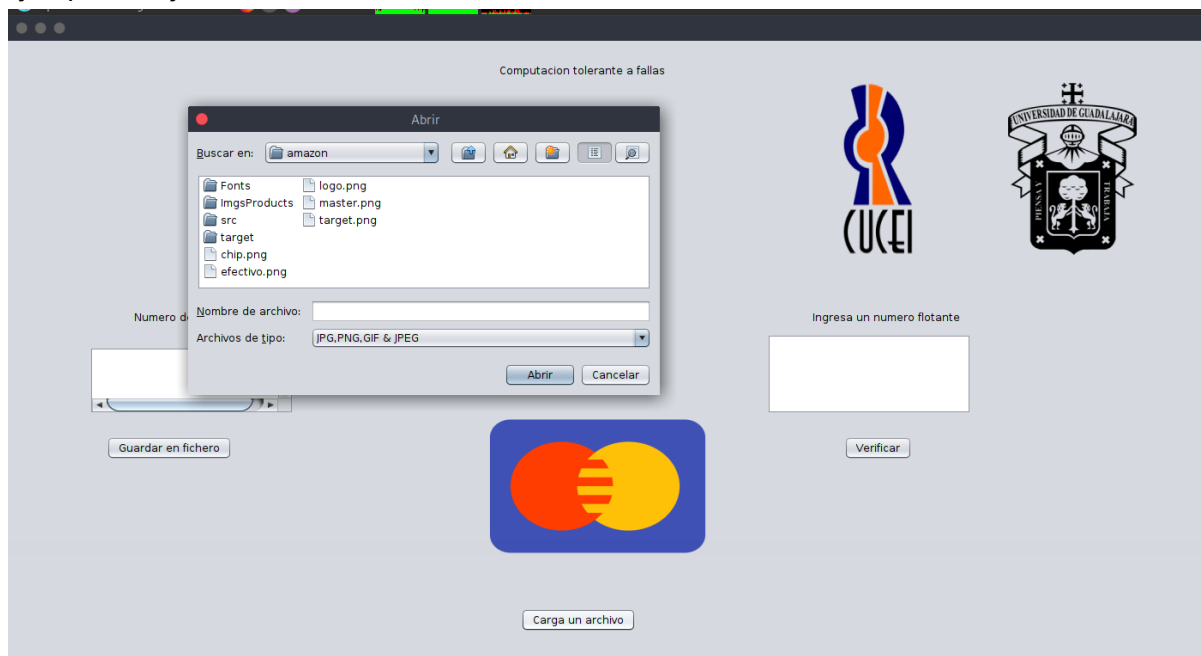 Computacion tolerante a fallas
Abrir
Buscar en: amazon
Fonts logo.png
ImgsProducts master.png
src target.png
target
chip.png
efectivo.png
Nombre de archivo:
Archivos de tipo: JPG,PNG,GIF & JPEG
Abrir Cancelar
CUCEI
UNIVERSIDAD DE GUADALAJARA
PIENSA Y
TRABAJA
Numero d
Ingresa un numero flotante
Guardar en fichero
Verificar
Carga un archivo